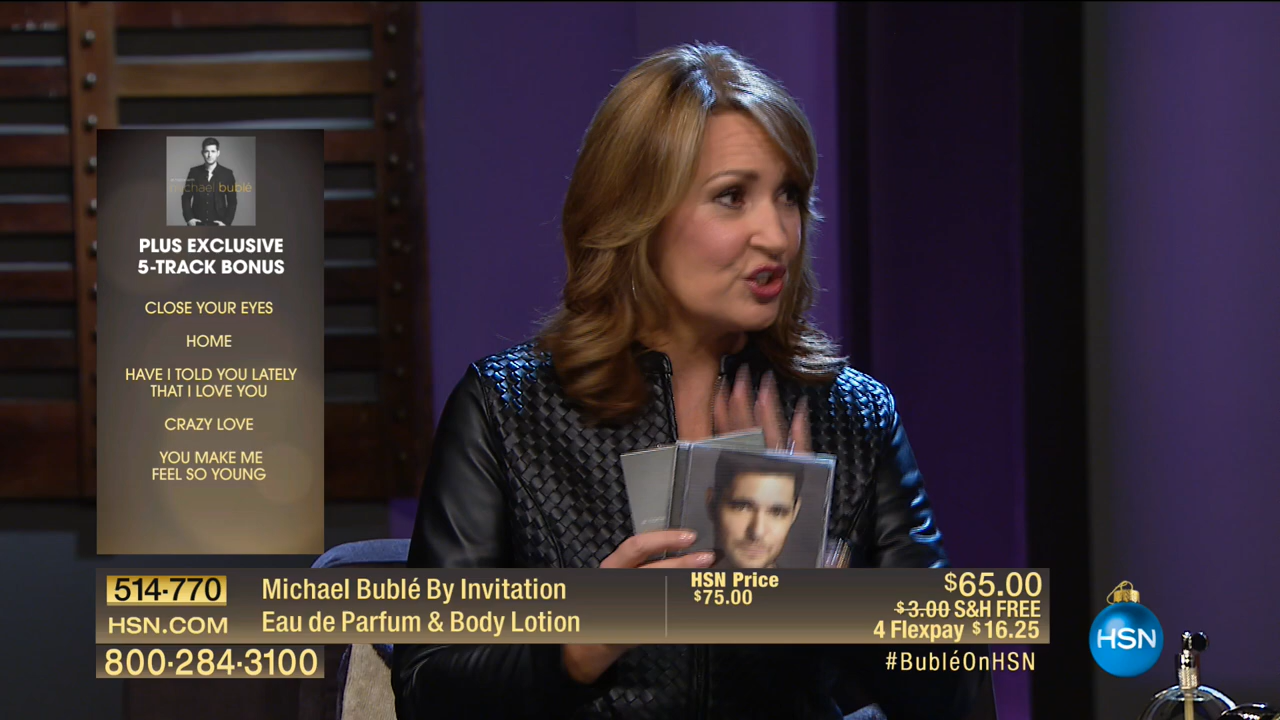 michael bublé
PLUS EXCLUSIVE
5-TRACK BONUS
CLOSE YOUR EYES
HOME
HAVE I TOLD YOU LATELY
THAT I LOVE YOU
CRAZY LOVE
YOU MAKE ME
FEEL SO YOUNG
514-770
HSN.COM
800·284·3100
Michael Bublé By Invitation
Eau de Parfum & Body Lotion
HSN Price
$75.00
$65.00
$3.00 S&H FREE
4 Flexpay $16.25
#BubléOnHSN
HSN